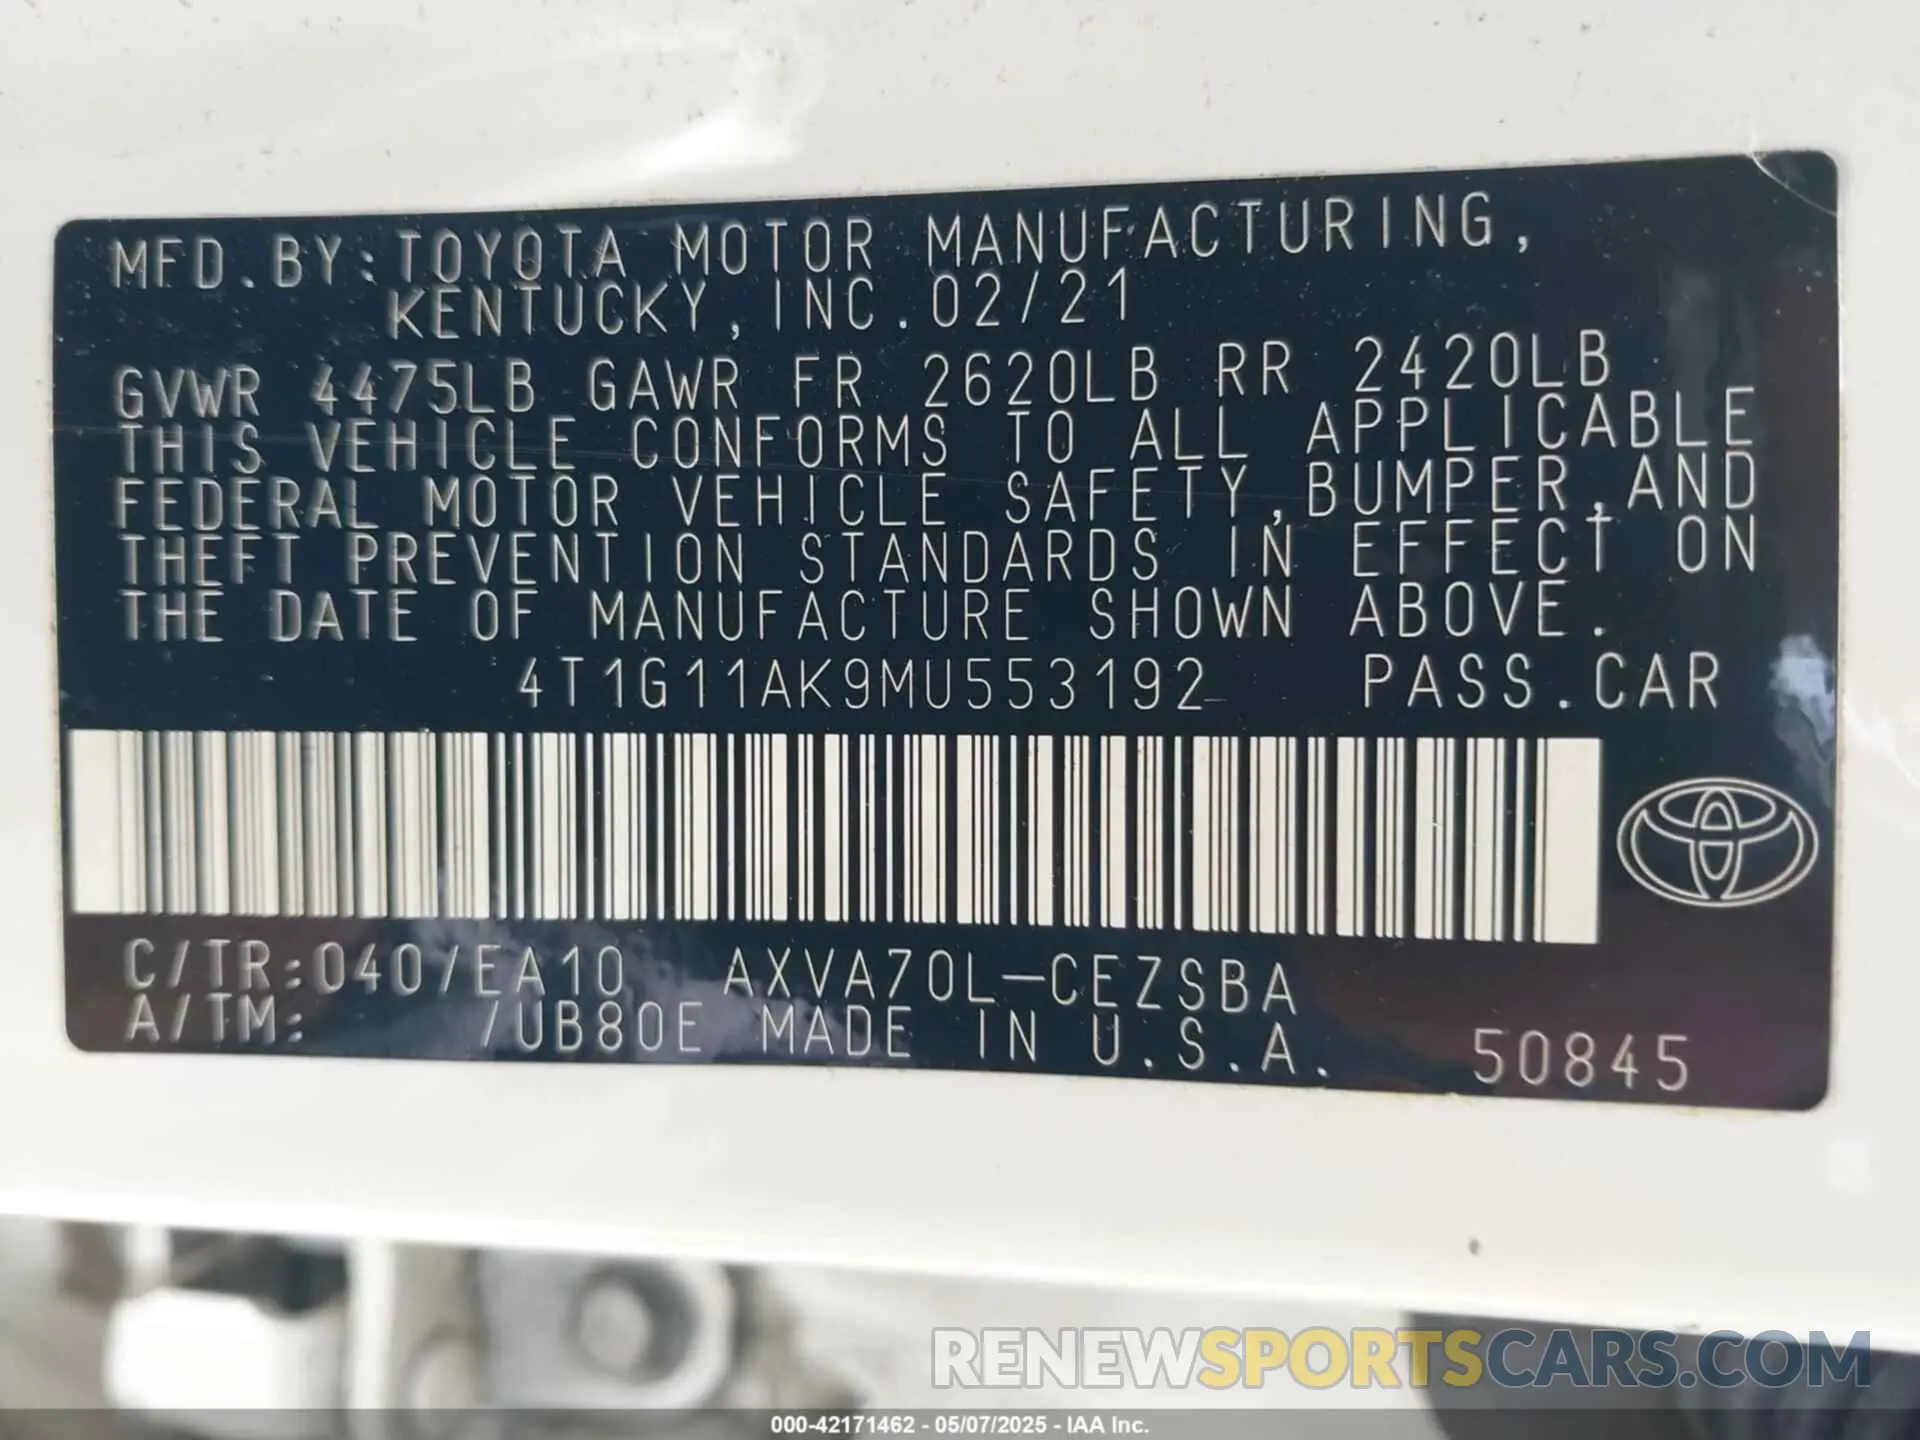 MFD.BY:TOYOTA MOTOR MANUFACTURING,
KENTUCKY, INC. 02/21
GVWR 4475LB GAWR FR 2620LB RR 2420LB
THIS VEHICLE CONFORMS TO ALL APPLICABLE
FEDERAL MOTOR VEHICLE SAFETY,BUMPER,AND
THEFT PREVENTION STANDARDS IN EFFECT ON
THE DATE OF MANUFACTURE SHOWN ABOVE.
4T1G11AK9MU553192 PASS.CAR
C/TR:040/EA10 AXVA70L-CEZSBA
A/TM: /UB80E MADE IN U.S.A. 50845
RENEWSPORTSCARS.COM
000-42171462 - 05/07/2025 - IAA Inc.